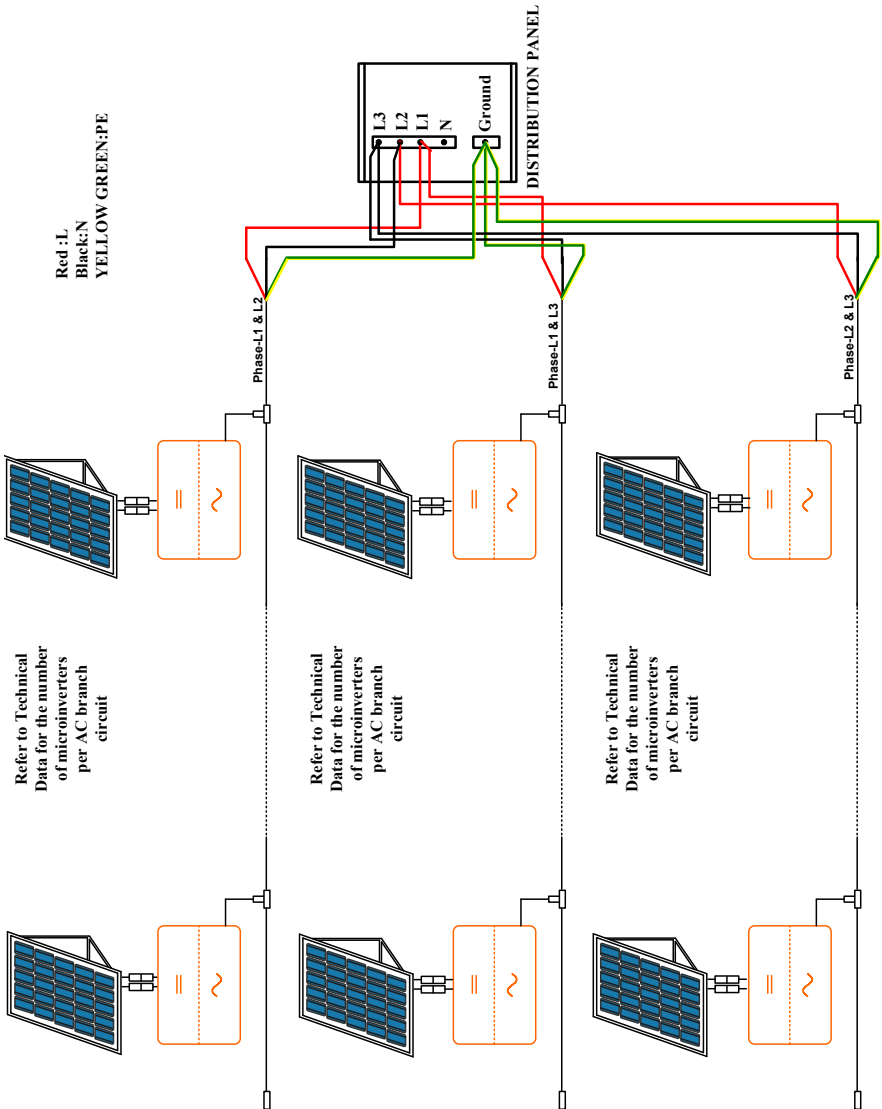 Red :L
Black:N
YELLOW GREEN:PE
L3
L2
L1
N
Ground
DISTRIBUTION PANEL
Phase-L1 & L2
Phase-L1 & L3
Phase-L2 & L3
Refer to Technical
Data for the number
of microinverters
per AC branch
circuit
Refer to Technical
Data for the number
of microinverters
per AC branch
circuit
Refer to Technical
Data for the number
of microinverters
per AC branch
circuit